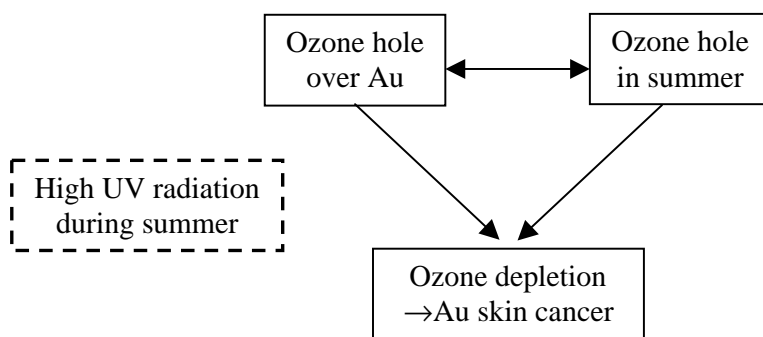 Ozone hole
over Au
Ozone hole
in summer
High UV radiation
during summer
Ozone depletion
→Au skin cancer